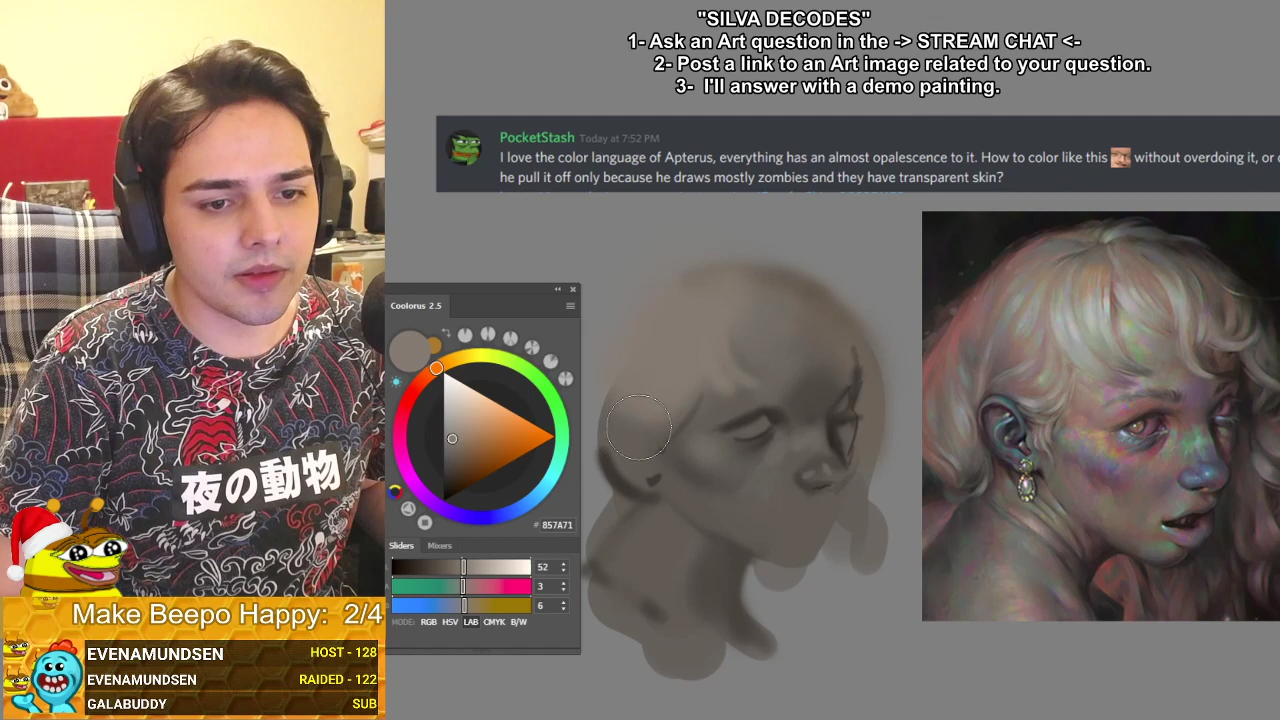 "SILVA DECODES"
1- Ask an Art question in the -> STREAM CHAT <-
2- Post a link to an Art image related to your question.
3- I'll answer with a demo painting.
PocketStash Today at 7:52 PM
I love the color language of Apterus, everything has an almost opalescence to it. How to color like this without overdoing it, or
he pull it off only because he draws mostly zombies and they have transparent skin?
Coolorus 2.5
# 857A71
Sliders Mixers
52
3
6
MODE: RGB HSV LAB CMYK B/W
夜の動物
Make Beepo Happy: 2/4
EVENAMUNDSEN HOST - 128
EVENAMUNDSEN RAIDED - 122
GALABUDDY SUB